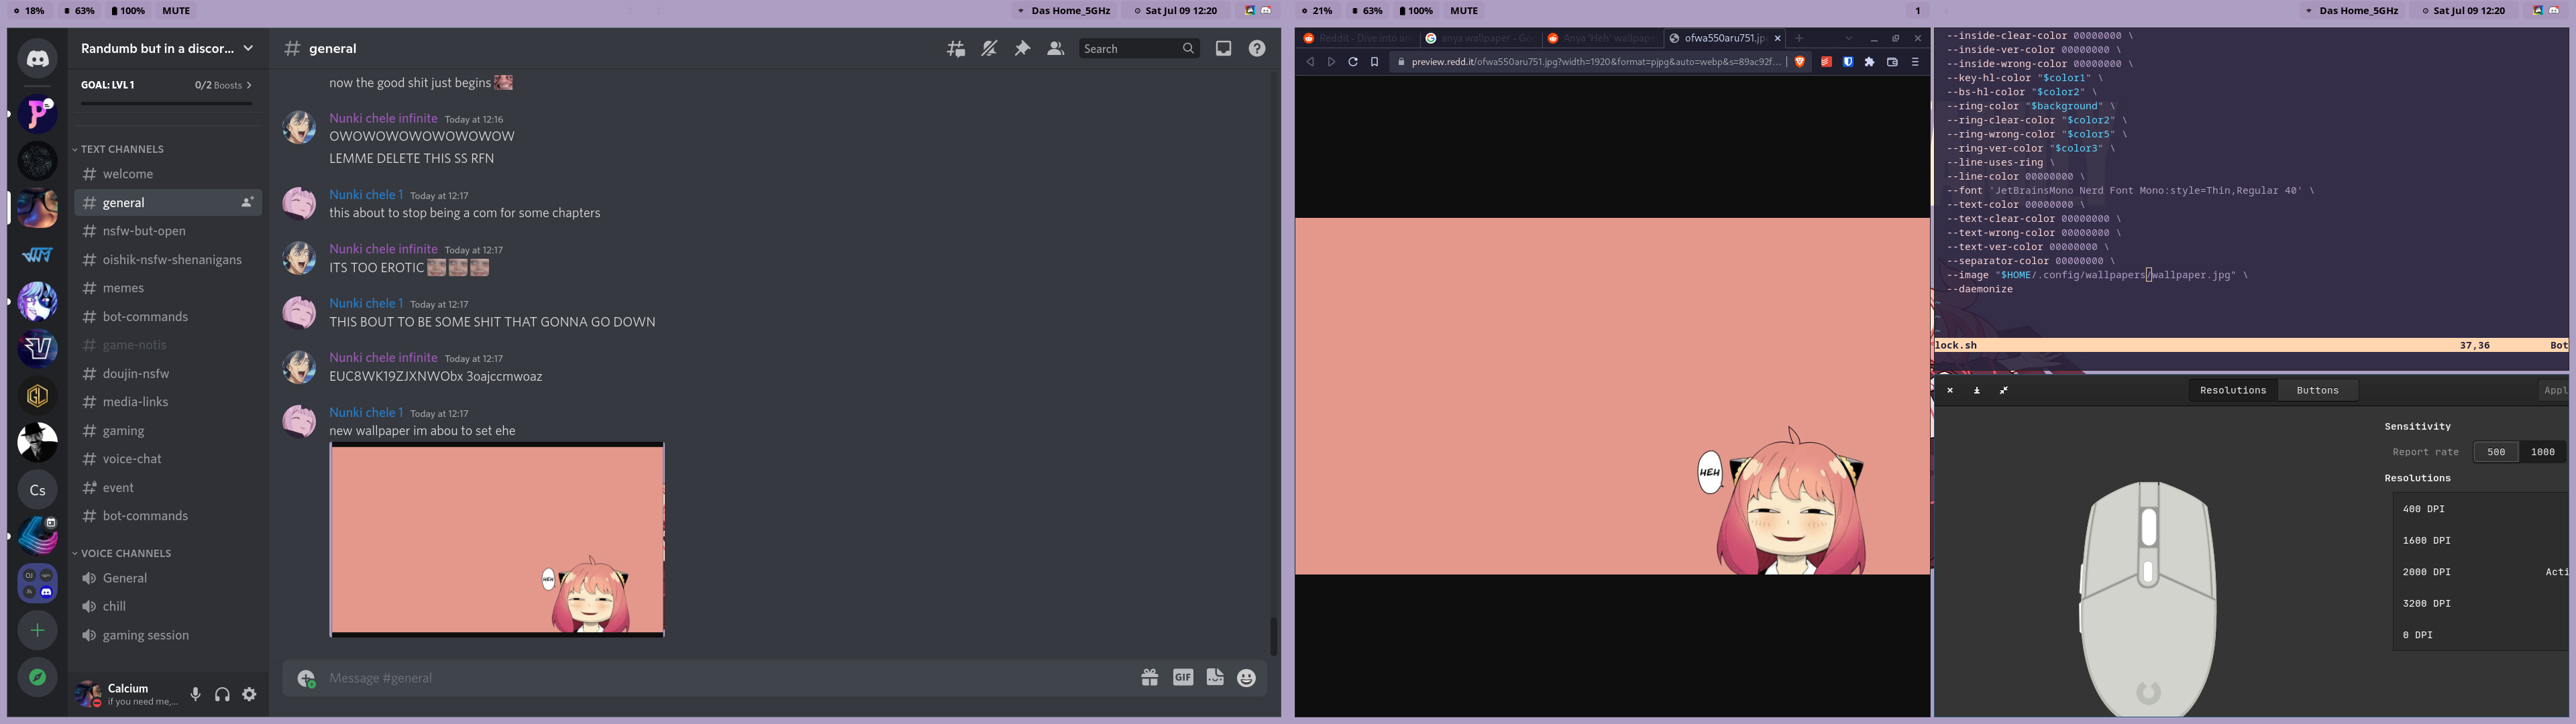 18% 63% 100% MUTE
Das Home_5GHz Sat Jul 09 12:20
Randumb but in a discor...
GOAL: LVL 1 0/2 Boosts
TEXT CHANNELS
welcome
general
nsfw-but-open
oishik-nsfw-shenanigans
memes
bot-commands
game-notis
doujin-nsfw
media-links
gaming
voice-chat
event
bot-commands
VOICE CHANNELS
General
chill
gaming session
Cs
Calcium
if you need me,...
general
Search
now the good shit just begins
Nunki chele infinite Today at 12:16
OWOWOWOWOWOWOWOW
LEMME DELETE THIS SS RFN
Nunki chele 1 Today at 12:17
this about to stop being a com for some chapters
Nunki chele infinite Today at 12:17
ITS TOO EROTIC
Nunki chele 1 Today at 12:17
THIS BOUT TO BE SOME SHIT THAT GONNA GO DOWN
Nunki chele infinite Today at 12:17
EUC8WK19ZJXNWObx 3oajccmwoaz
Nunki chele 1 Today at 12:17
new wallpaper im abou to set ehe
HEH
Message #general
GIF
21% 63% 100% MUTE
1
Das Home_5GHz Sat Jul 09 12:20
Reddit - Dive into an
anya wallpaper - Goo
Anya 'Heh' wallpape
ofwa550aru751.jp
preview.redd.it/ofwa550aru751.jpg?width=1920&format=pjpg&auto=webp&s=89ac92f...
HEH
--inside-clear-color 00000000 \
--inside-ver-color 00000000 \
--inside-wrong-color 00000000 \
--key-hl-color "$color1" \
--bs-hl-color "$color2" \
--ring-color "$background" \
--ring-clear-color "$color2" \
--ring-wrong-color "$color5" \
--ring-ver-color "$color3" \
--line-uses-ring \
--line-color 00000000 \
--font 'JetBrainsMono Nerd Font Mono:style=Thin,Regular 40' \
--text-color 00000000 \
--text-clear-color 00000000 \
--text-wrong-color 00000000 \
--text-ver-color 00000000 \
--separator-color 00000000 \
--image "$HOME/.config/wallpapers/wallpaper.jpg" \
--daemonize
~
~
~
lock.sh 37,36 Bot
Resolutions Buttons Appl
Sensitivity
Report rate 500 1000
Resolutions
400 DPI
1600 DPI
2000 DPI Acti
3200 DPI
0 DPI